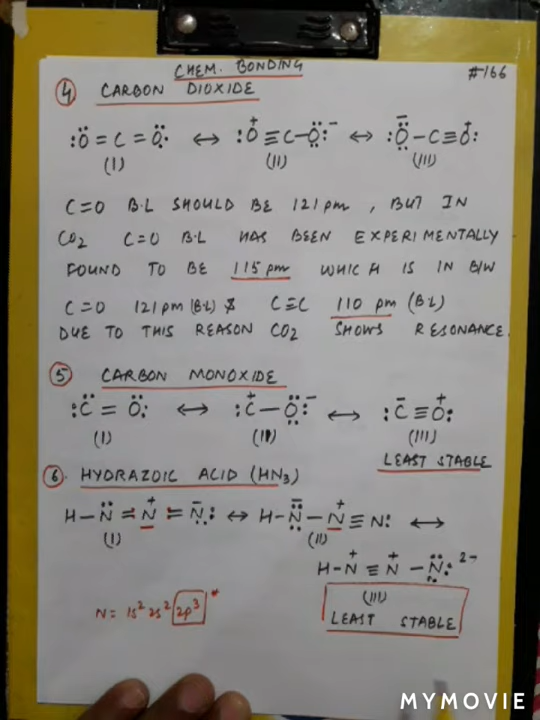 CHEM. BONDING
#166
④ CARBON DIOXIDE
:Ö = C = Ö: ↔ :O⁺ ≡ C – Ö:⁻ ↔ :Ö⁻ – C ≡ O⁺:
(I) (II) (III)
C=O B.L SHOULD BE 121 pm , BUT IN
CO₂ C=O B.L HAS BEEN EXPERIMENTALLY
FOUND TO BE 115 pm WHICH IS IN B/W
C=O 121 pm (B.L) & C≡C 110 pm (B.L)
DUE TO THIS REASON CO₂ SHOWS RESONANCE.
⑤ CARBON MONOXIDE
:C̈ = Ö: ↔ :C⁺ – Ö:⁻ ↔ :C⁻ ≡ O⁺:
(I) (II) (III)
LEAST STABLE
⑥. HYDRAZOIC ACID (HN₃)
H – N̈ = N⁺ = N̈:⁻ ↔ H – N̈⁻ – N⁺ ≡ N: ↔
(I) (II)
H – N⁺ ≡ N⁺ – N̈: ²⁻
(III)
LEAST STABLE
N = 1s² 2s² 2p³ *
MYMOVIE